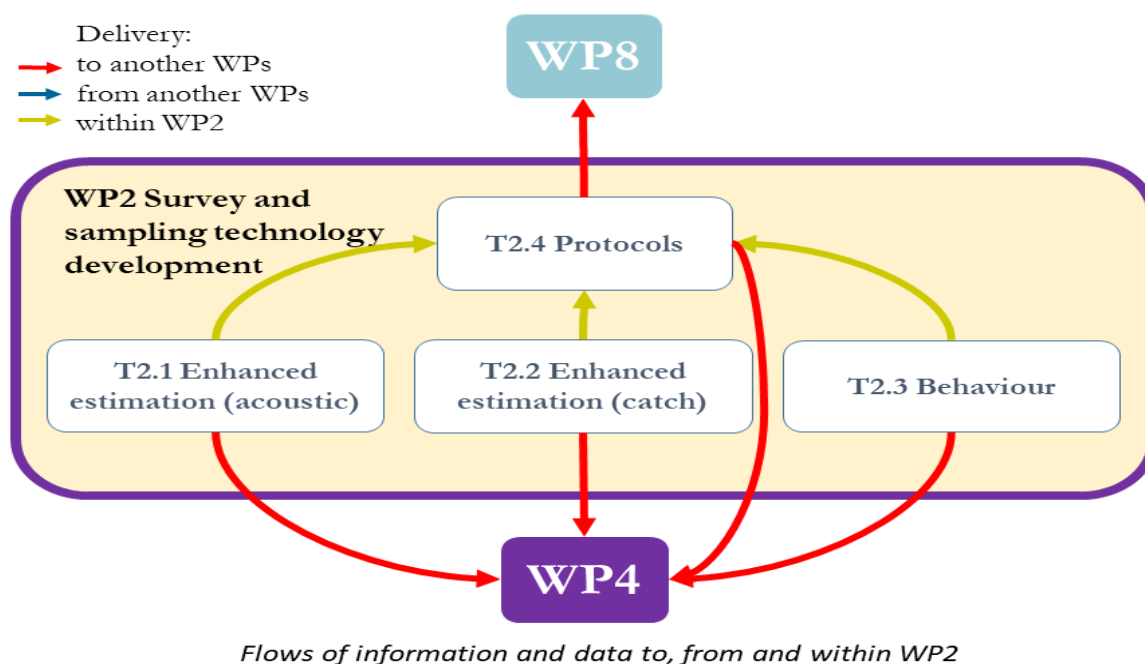 Delivery:
to another WPs
from another WPs
within WP2
WP8
WP2 Survey and
sampling technology
development
T2.4 Protocols
T2.1 Enhanced
estimation (acoustic)
T2.2 Enhanced
estimation (catch)
T2.3 Behaviour
WP4
Flows of information and data to, from and within WP2